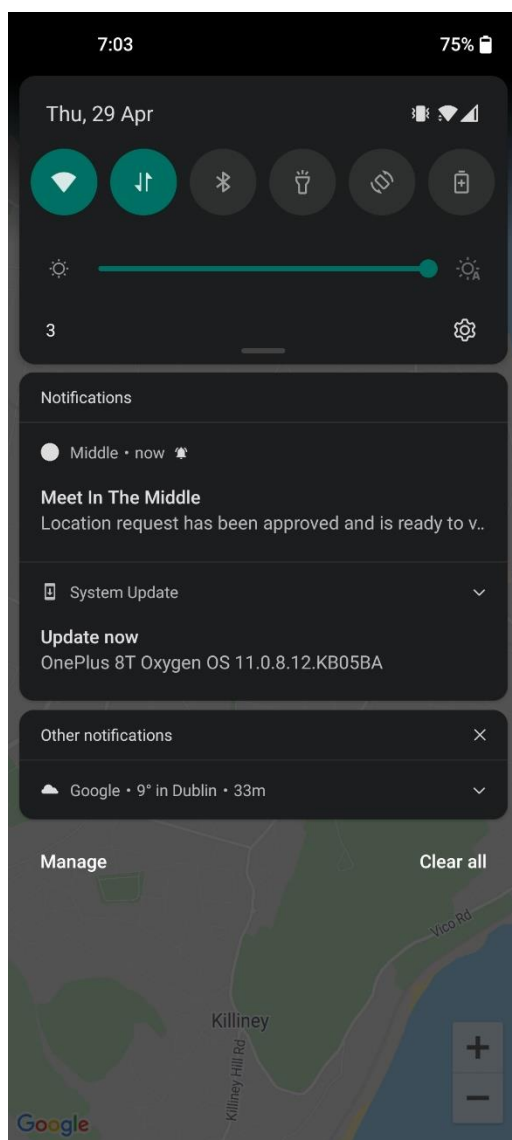 7:03 75%
Thu, 29 Apr
A
3
Notifications
Middle • now
Meet In The Middle
Location request has been approved and is ready to v..
System Update
Update now
OnePlus 8T Oxygen OS 11.0.8.12.KB05BA
Other notifications
Google • 9° in Dublin • 33m
Manage Clear all
Vico Rd
Killiney
Killiney Hill Rd
Google